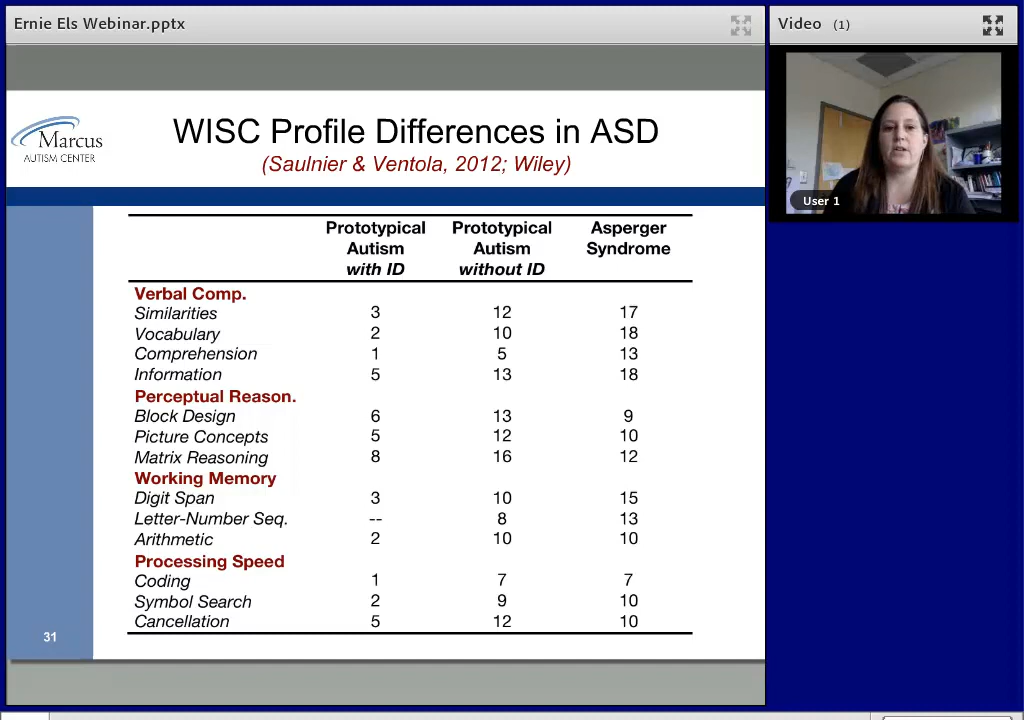 Ernie Els Webinar.pptx
Video (1)
Marcus
AUTISM CENTER
WISC Profile Differences in ASD
(Saulnier & Ventola, 2012; Wiley)
User 1
Prototypical Autism with ID Prototypical Autism without ID Asperger Syndrome
Verbal Comp.
Similarities 3 12 17
Vocabulary 2 10 18
Comprehension 1 5 13
Information 5 13 18
Perceptual Reason.
Block Design 6 13 9
Picture Concepts 5 12 10
Matrix Reasoning 8 16 12
Working Memory
Digit Span 3 10 15
Letter-Number Seq. -- 8 13
Arithmetic 2 10 10
Processing Speed
Coding 1 7 7
Symbol Search 2 9 10
Cancellation 5 12 10
31